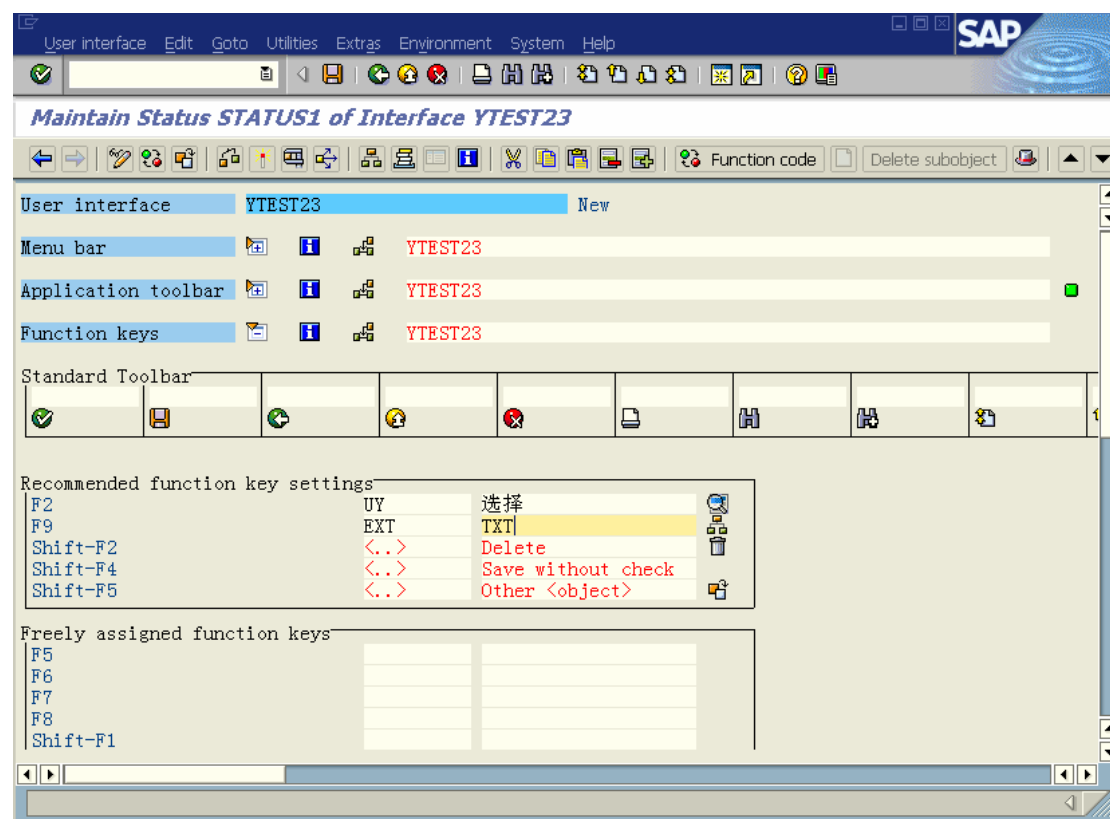 User interface Edit Goto Utilities Extras Environment System Help
SAP
Maintain Status STATUS1 of Interface YTEST23
Function code Delete subobject
User interface YTEST23 New
Menu bar YTEST23
Application toolbar YTEST23
Function keys YTEST23
Standard Toolbar
Recommended function key settings
F2 UY 选择
F9 EXT TXT
Shift-F2 <..> Delete
Shift-F4 <..> Save without check
Shift-F5 <..> Other <object>
Freely assigned function keys
F5
F6
F7
F8
Shift-F1